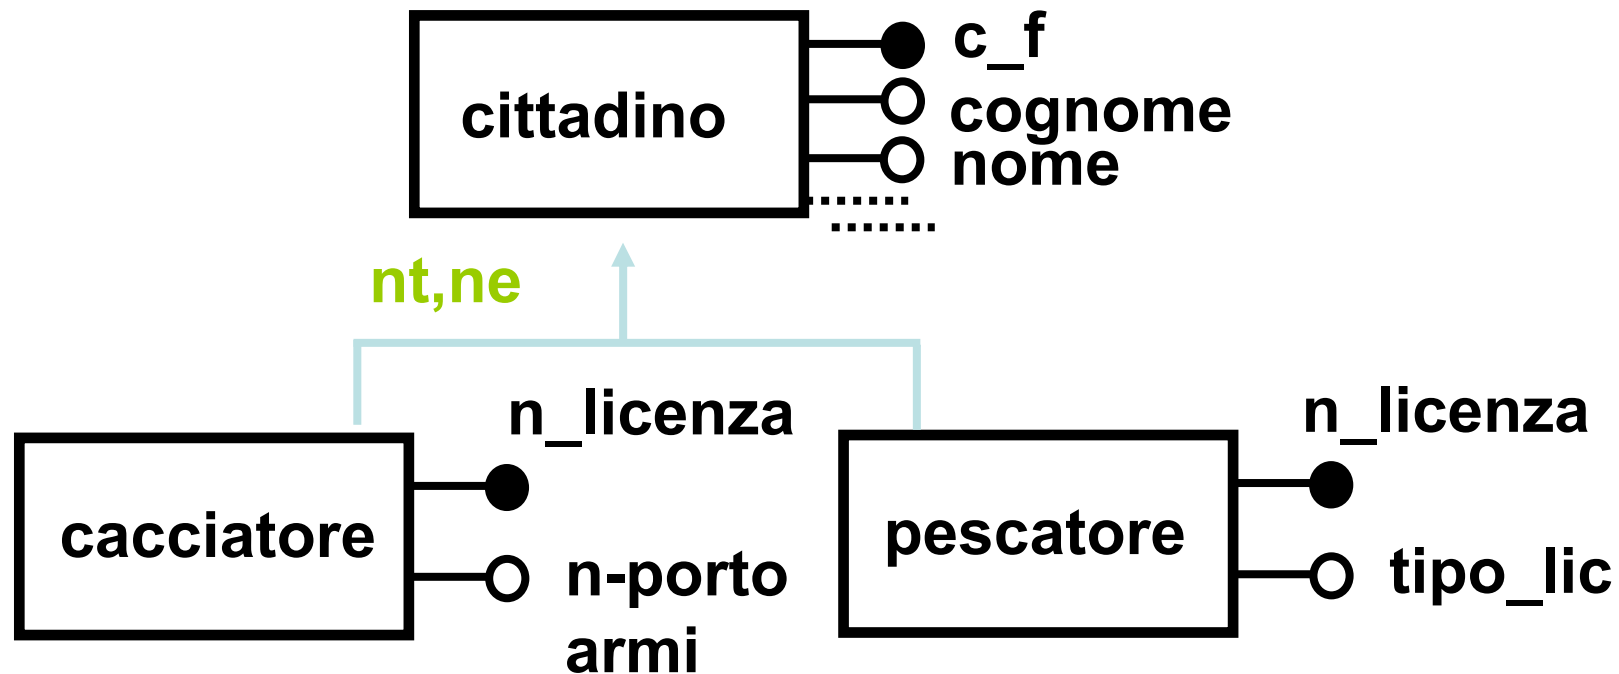 cittadino
c_f
cognome
nome
nt,ne
cacciatore
n_licenza
n-porto
armi
pescatore
n_licenza
tipo_lic